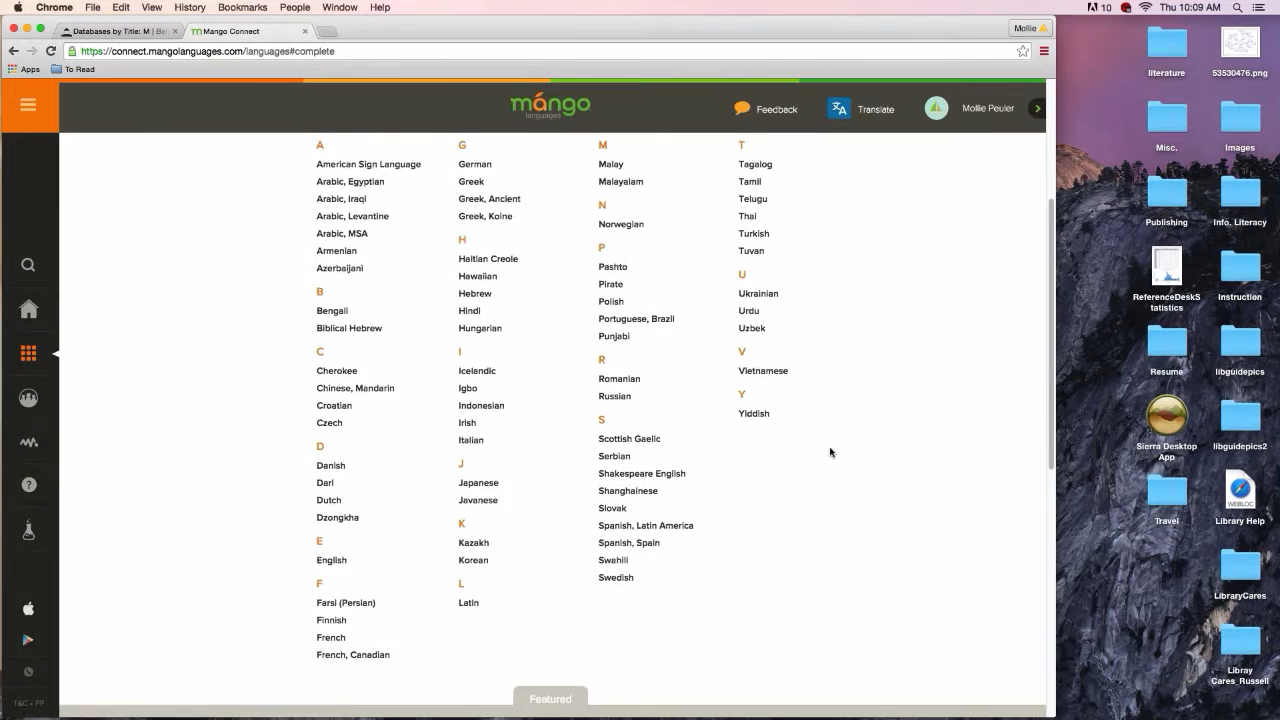 Chrome File Edit View History Bookmarks People Window Help
10 Thu 10:09 AM
Databases by Title: M | Be
Mango Connect
Mollie
https://connect.mangolanguages.com/languages#complete
Apps To Read
mango
languages
Feedback
Translate
Mollie Peuler
A
American Sign Language
Arabic, Egyptian
Arabic, Iraqi
Arabic, Levantine
Arabic, MSA
Armenian
Azerbaijani
B
Bengali
Biblical Hebrew
C
Cherokee
Chinese, Mandarin
Croatian
Czech
D
Danish
Dari
Dutch
Dzongkha
E
English
F
Farsi (Persian)
Finnish
French
French, Canadian
G
German
Greek
Greek, Ancient
Greek, Koine
H
Haitian Creole
Hawaiian
Hebrew
Hindi
Hungarian
I
Icelandic
Igbo
Indonesian
Irish
Italian
J
Japanese
Javanese
K
Kazakh
Korean
L
Latin
M
Malay
Malayalam
N
Norwegian
P
Pashto
Pirate
Polish
Portuguese, Brazil
Punjabi
R
Romanian
Russian
S
Scottish Gaelic
Serbian
Shakespeare English
Shanghainese
Slovak
Spanish, Latin America
Spanish, Spain
Swahili
Swedish
T
Tagalog
Tamil
Telugu
Thai
Turkish
Tuvan
U
Ukrainian
Urdu
Uzbek
V
Vietnamese
Y
Yiddish
Featured
T&C + PP
literature
53530476.png
Misc.
Images
Publishing
Info. Literacy
ReferenceDeskS
tatistics
Instruction
Resume
libguidepics
Sierra Desktop
App
libguidepics2
Travel
WEBLOC
Library Help
LibraryCares
Libray
Cares_Russell